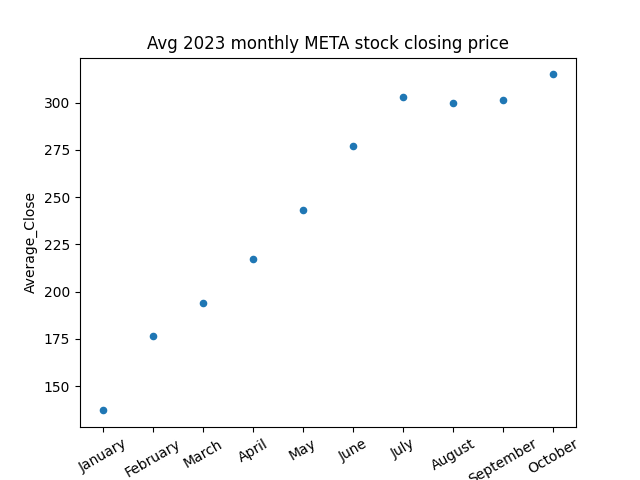 Avg 2023 monthly META stock closing price
300
275
250
225
200
175
150
Average_Close
January
February
March
April
May
June
July
August
September
October